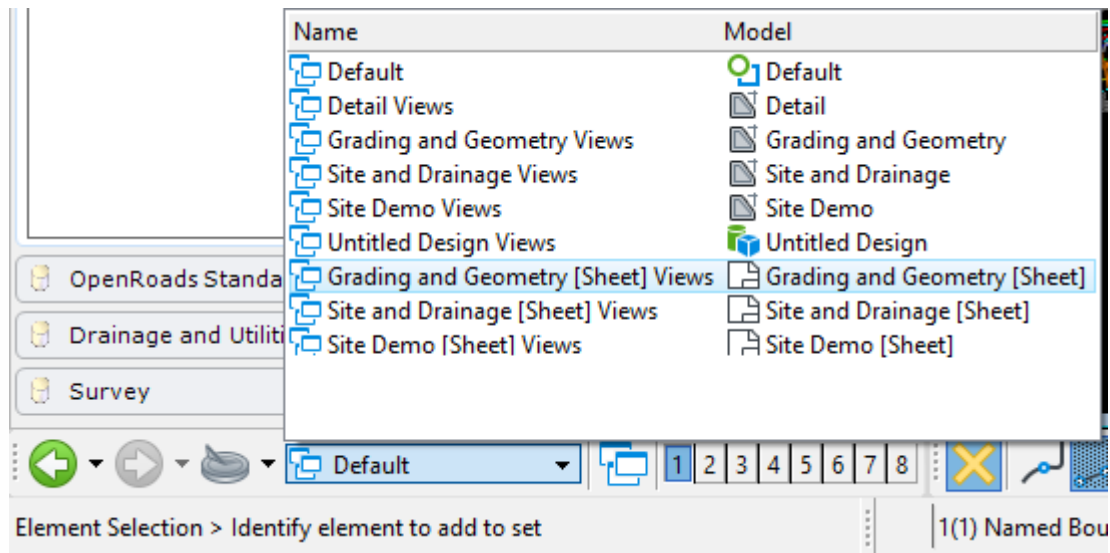 Name Model
Default Default
Detail Views Detail
Grading and Geometry Views Grading and Geometry
Site and Drainage Views Site and Drainage
Site Demo Views Site Demo
Untitled Design Views Untitled Design
Grading and Geometry [Sheet] Views Grading and Geometry [Sheet]
Site and Drainage [Sheet] Views Site and Drainage [Sheet]
Site Demo [Sheet] Views Site Demo [Sheet]
OpenRoads Standa
Drainage and Utiliti
Survey
Default 1 2 3 4 5 6 7 8
Element Selection > Identify element to add to set 1(1) Named Bou